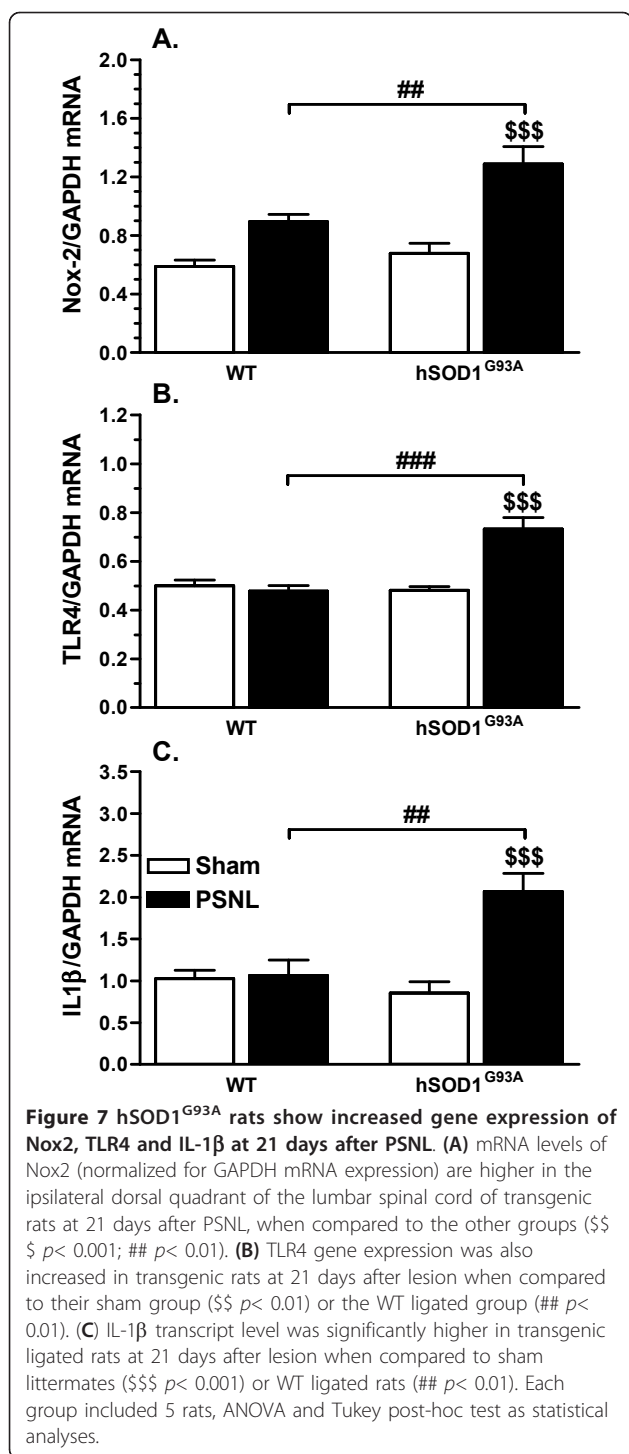 A.
2.0
##
1.6
$$$
1.2
0.8
0.4
0.0
Nox-2/GAPDH mRNA
WT hSOD1G93A
B.
1.2
###
1.0
$$$
0.8
0.6
0.4
0.2
0.0
TLR4/GAPDH mRNA
WT hSOD1G93A
C.
3.5
3.0
##
2.5
$$$
2.0
1.5
1.0
0.5
0.0
IL1β/GAPDH mRNA
Sham
PSNL
WT hSOD1G93A
Figure 7 hSOD1G93A rats show increased gene expression of
Nox2, TLR4 and IL-1β at 21 days after PSNL. (A) mRNA levels of
Nox2 (normalized for GAPDH mRNA expression) are higher in the
ipsilateral dorsal quadrant of the lumbar spinal cord of transgenic
rats at 21 days after PSNL, when compared to the other groups ($$
$ p< 0.001; ## p< 0.01). (B) TLR4 gene expression was also
increased in transgenic rats at 21 days after lesion when compared
to their sham group ($$ p< 0.01) or the WT ligated group (## p<
0.01). (C) IL-1β transcript level was significantly higher in transgenic
ligated rats at 21 days after lesion when compared to sham
littermates ($$$ p< 0.001) or WT ligated rats (## p< 0.01). Each
group included 5 rats, ANOVA and Tukey post-hoc test as statistical
analyses.